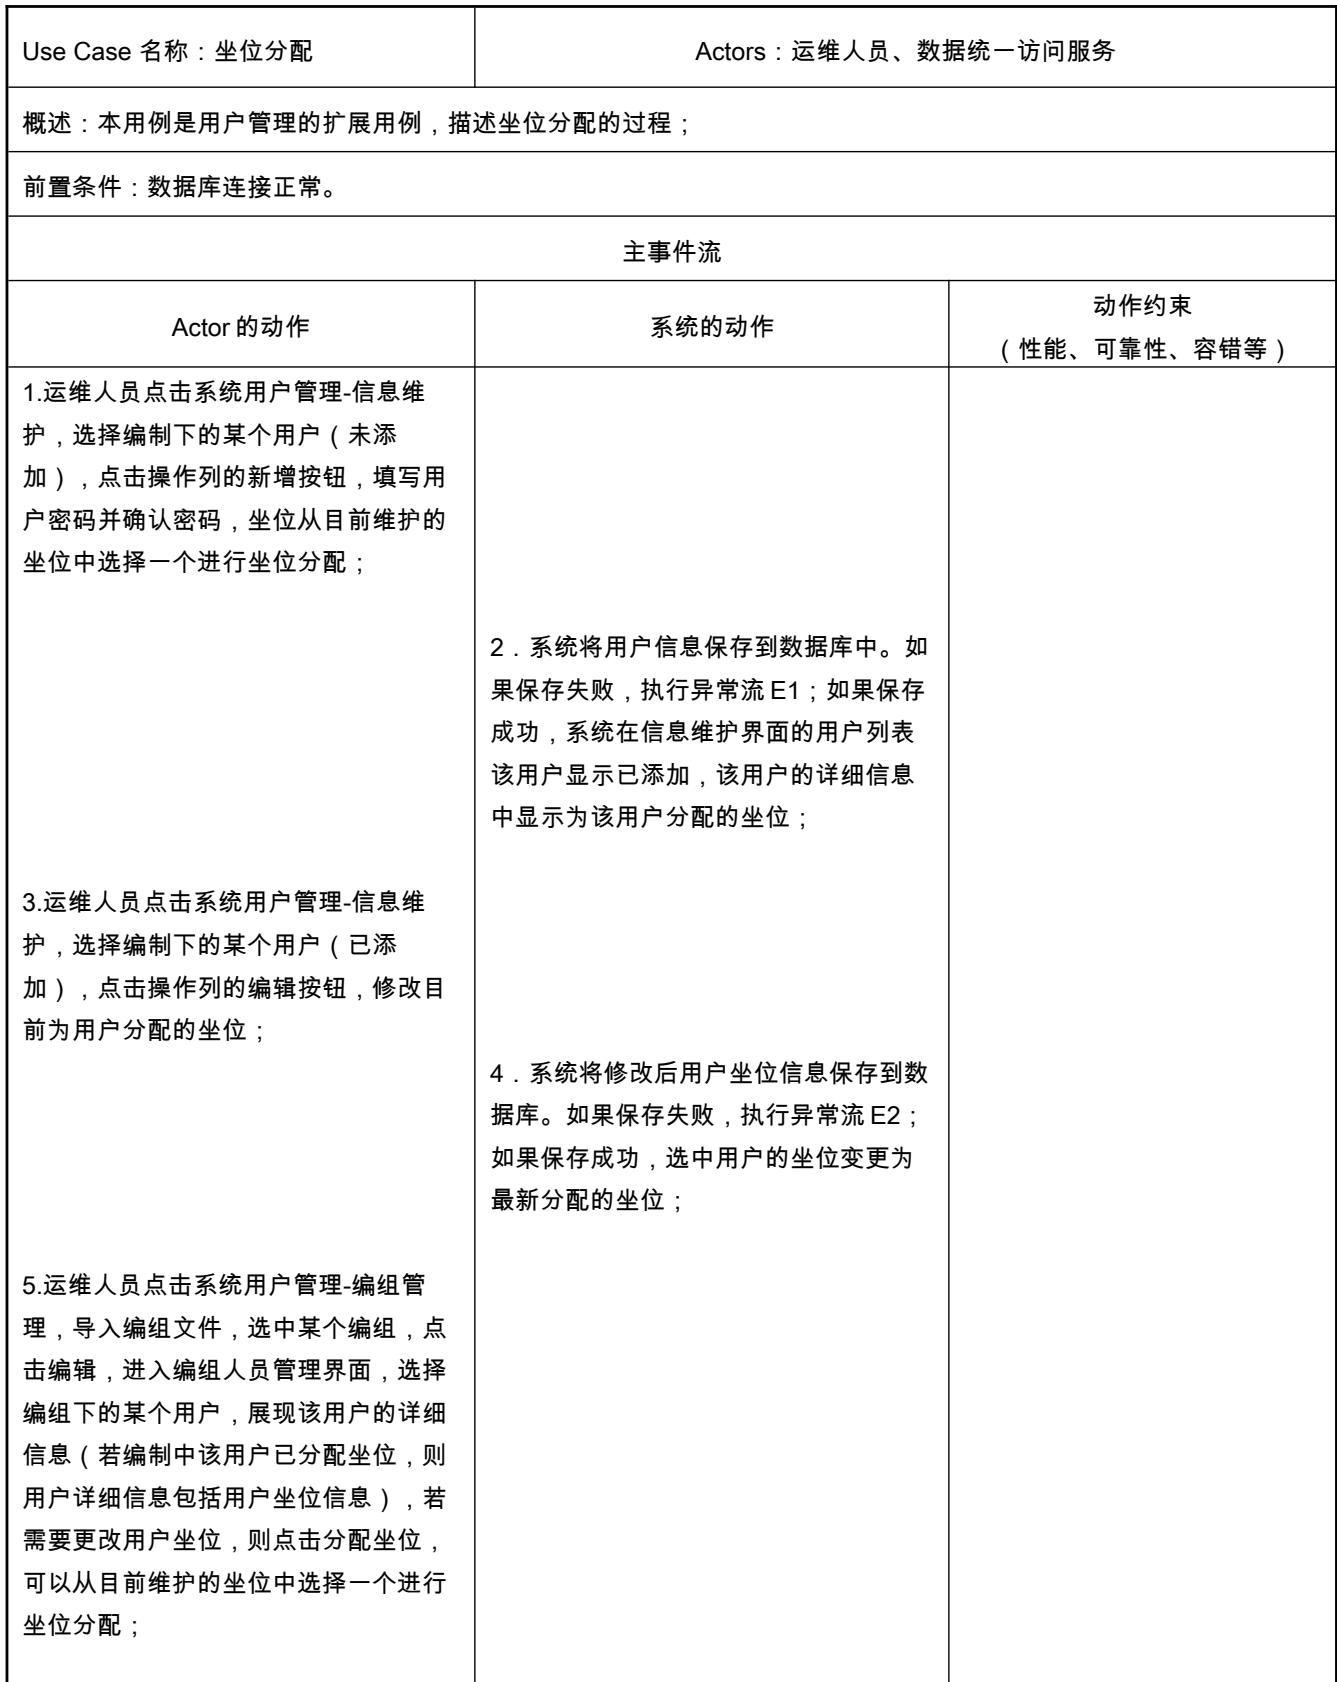 Use Case 名称：坐位分配
Actors：运维人员、数据统一访问服务
概述：本用例是用户管理的扩展用例，描述坐位分配的过程；
前置条件：数据库连接正常。
主事件流
Actor 的动作
系统的动作
动作约束
（性能、可靠性、容错等）
1.运维人员点击系统用户管理-信息维
护，选择编制下的某个用户（未添
加），点击操作列的新增按钮，填写用
户密码并确认密码，坐位从目前维护的
坐位中选择一个进行坐位分配；
2．系统将用户信息保存到数据库中。如
果保存失败，执行异常流 E1；如果保存
成功，系统在信息维护界面的用户列表
该用户显示已添加，该用户的详细信息
中显示为该用户分配的坐位；
3.运维人员点击系统用户管理-信息维
护，选择编制下的某个用户（已添
加），点击操作列的编辑按钮，修改目
前为用户分配的坐位；
4．系统将修改后用户坐位信息保存到数
据库。如果保存失败，执行异常流 E2；
如果保存成功，选中用户的坐位变更为
最新分配的坐位；
5.运维人员点击系统用户管理-编组管
理，导入编组文件，选中某个编组，点
击编辑，进入编组人员管理界面，选择
编组下的某个用户，展现该用户的详细
信息（若编制中该用户已分配坐位，则
用户详细信息包括用户坐位信息），若
需要更改用户坐位，则点击分配坐位，
可以从目前维护的坐位中选择一个进行
坐位分配；